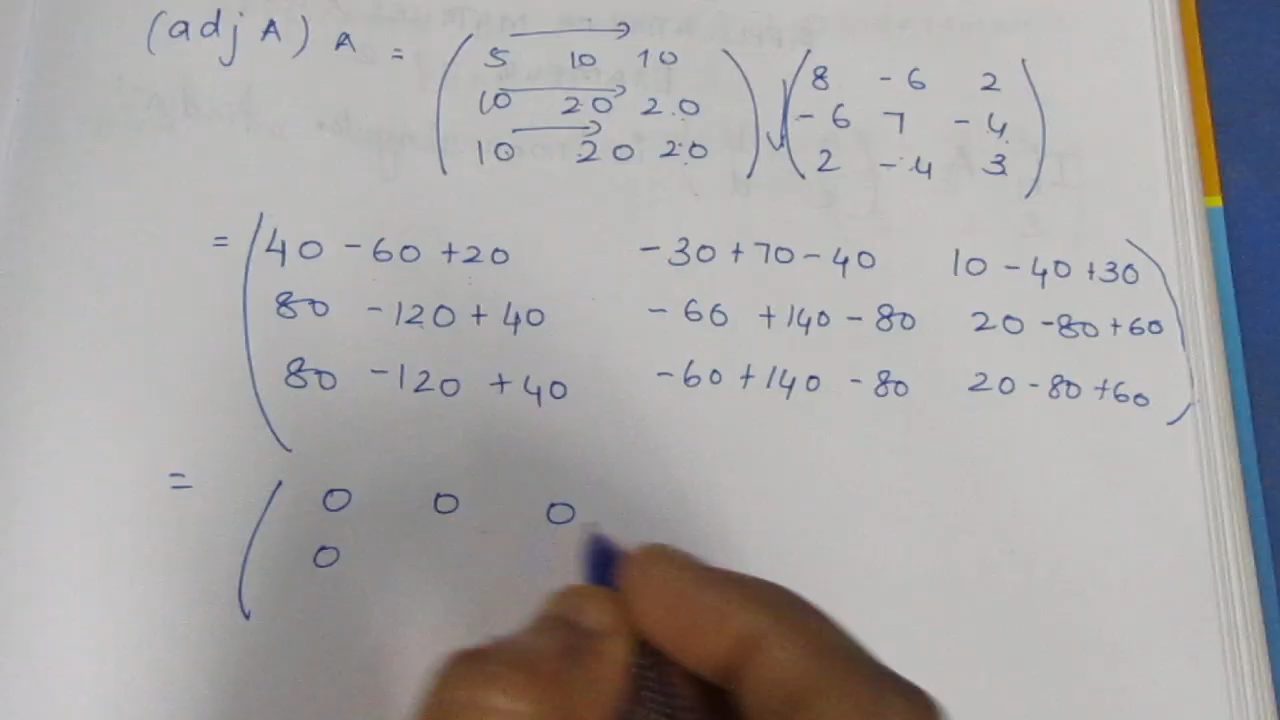 (adj A) A = ( 5 10 10 ) ( 8 -6 2 )
10 20 20 -6 7 -4
10 20 20 2 -4 3
= ( 40 -60 +20 -30 +70 -40 10 -40 +30 )
80 -120 +40 -60 +140 -80 20 -80 +60
80 -120 +40 -60 +140 -80 20 -80 +60
= ( 0 0 0
0